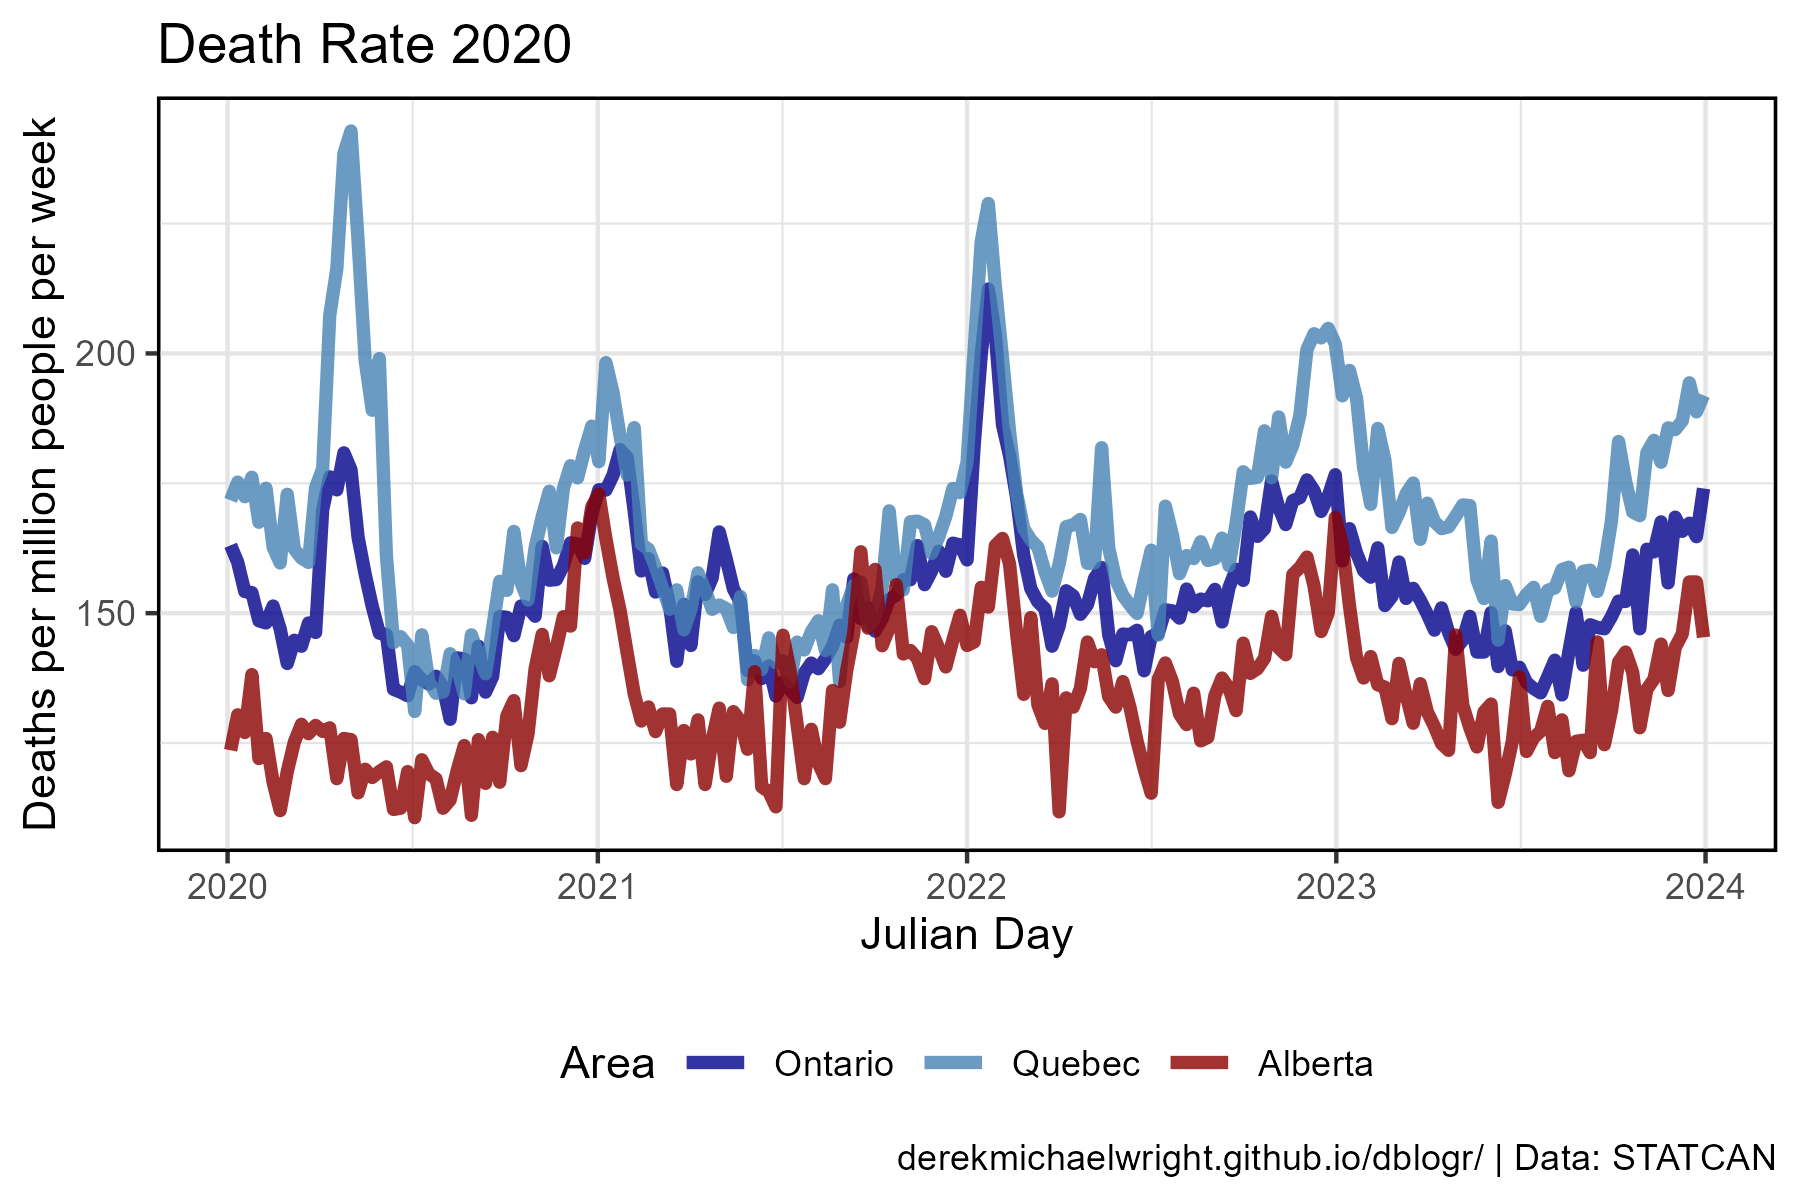 Death Rate 2020
Deaths per million people per week
200
150
2020 2021 2022 2023 2024
Julian Day
Area Ontario Quebec Alberta
derekmichaelwright.github.io/dblogr/ | Data: STATCAN